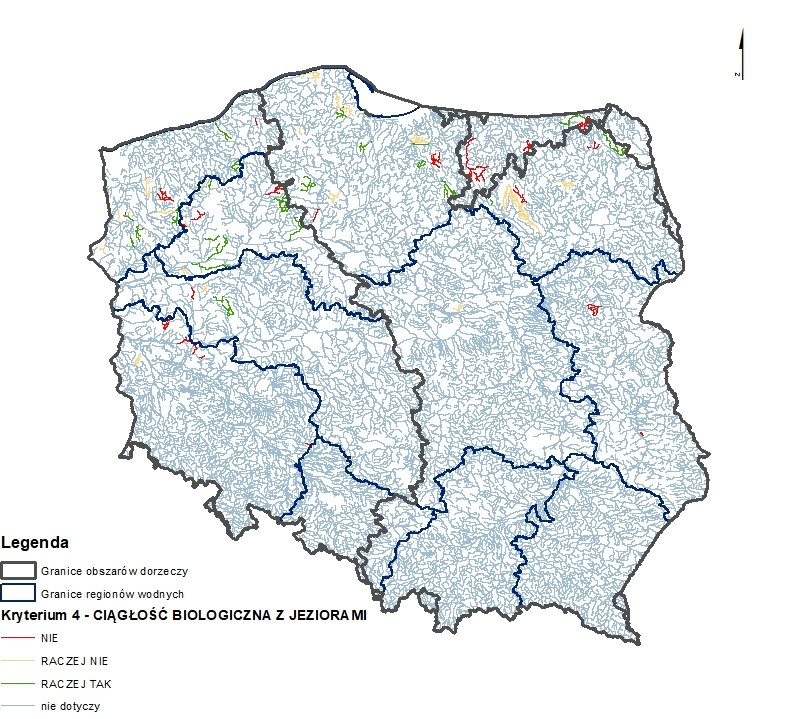 N
Legenda
Granice obszarów dorzeczy
Granice regionów wodnych
Kryterium 4 - CIĄGŁOŚĆ BIOLOGICZNA Z JEZIORAMI
NIE
RACZEJ NIE
RACZEJ TAK
nie dotyczy